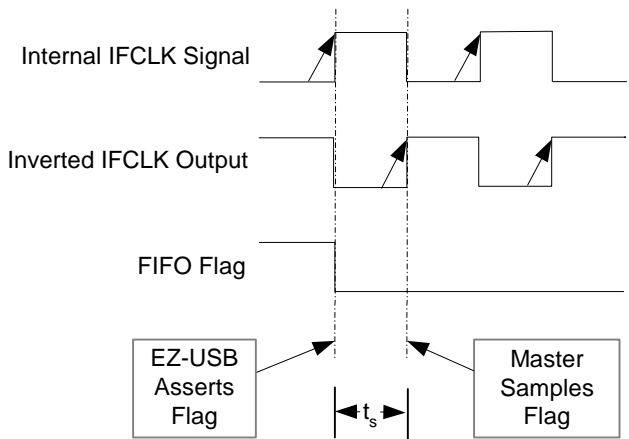 Internal IFCLK Signal
Inverted IFCLK Output
FIFO Flag
EZ-USB
Asserts
Flag
ts
Master
Samples
Flag